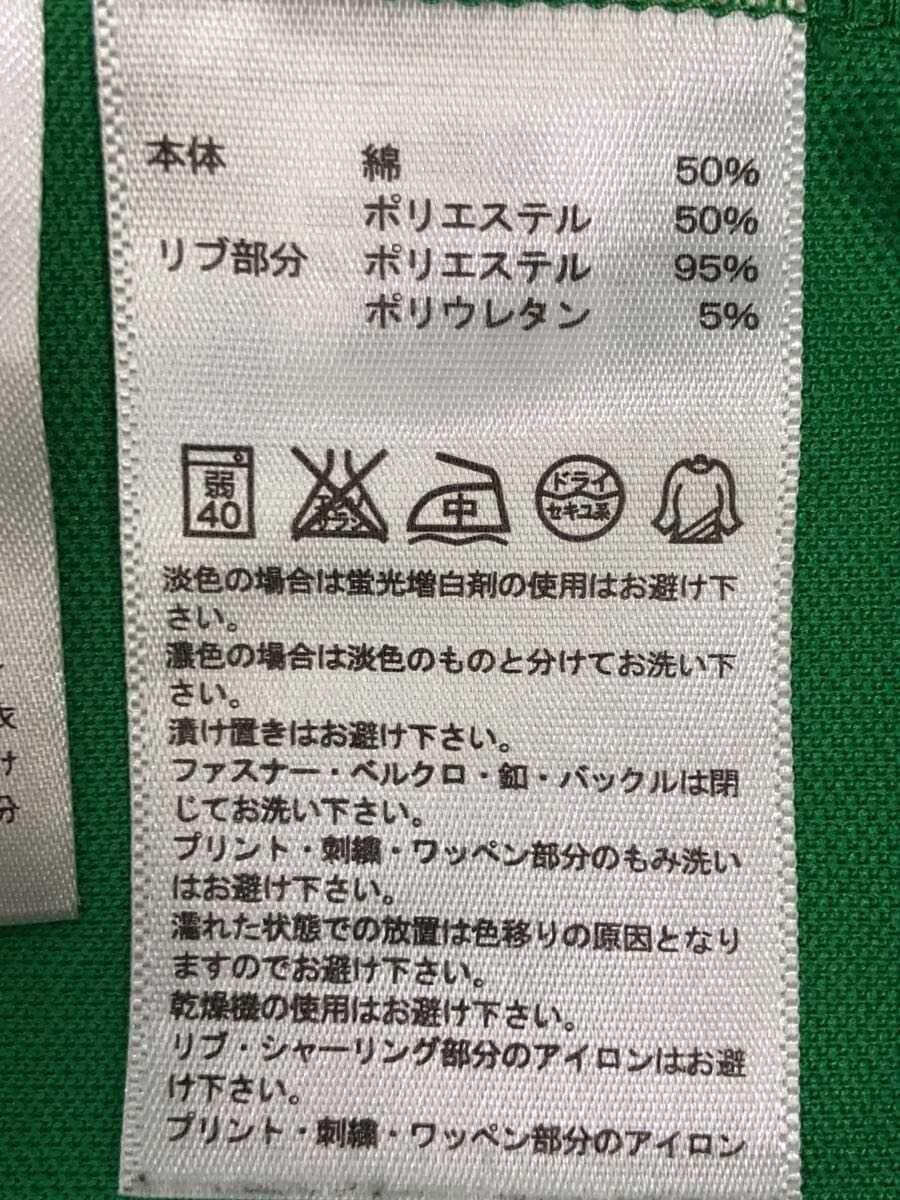 本体 綿 50%
ポリエステル 50%
リブ部分 ポリエステル 95%
ポリウレタン 5%
弱 40
エンソ サラシ
中
ドライ
セキユ系
淡色の場合は蛍光増白剤の使用はお避け下
さい。
濃色の場合は淡色のものと分けてお洗い下
さい。
漬け置きはお避け下さい。
ファスナー・ベルクロ・釦・バックルは閉
じてお洗い下さい。
プリント・刺繍・ワッペン部分のもみ洗い
はお避け下さい。
濡れた状態での放置は色移りの原因となり
ますのでお避け下さい。
乾燥機の使用はお避け下さい。
リブ・シャーリング部分のアイロンはお避
け下さい。
プリント・刺繍・ワッペン部分のアイロン
衣
け
分